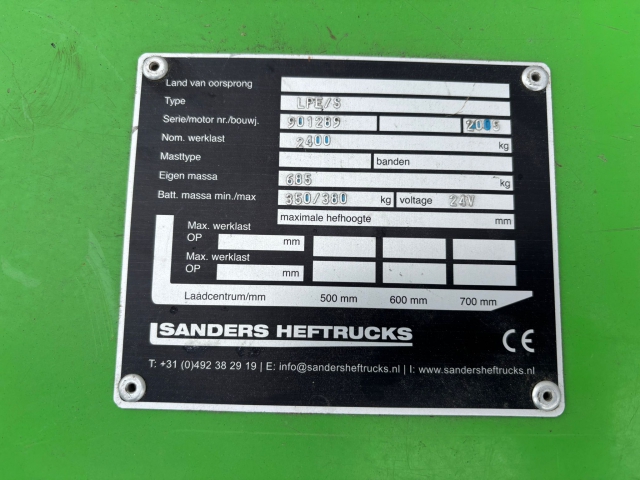 Land van oorsprong
Type LPE/S
Serie/motor nr./bouwj. 901289 2005
Nom. werklast 2400 kg
Masttype banden
Eigen massa 685 kg
Batt. massa min./max 350/380 kg voltage 24V
maximale hefhoogte mm
Max. werklast
OP mm
Max. werklast
OP mm
Laadcentrum/mm 500 mm 600 mm 700 mm
SANDERS HEFTRUCKS CE
T: +31 (0)492 38 29 19 | E: info@sandersheftrucks.nl | I: www.sandersheftrucks.nl